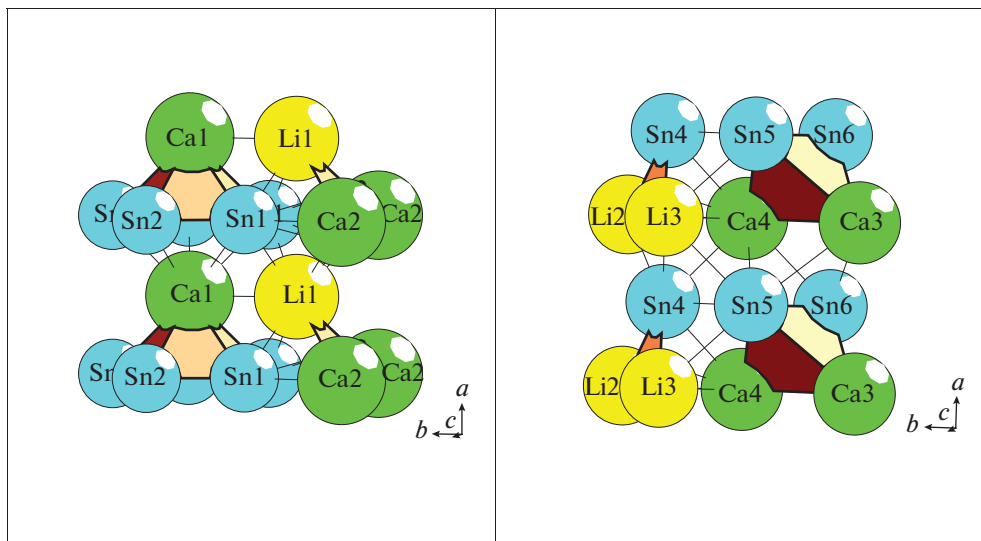 Ca1 Li1
Sn2 Sn1 Ca2 Ca2
Ca1 Li1
Sn2 Sn1 Ca2 Ca2
a
b c
Sn4 Sn5 Sn6
Li2 Li3 Ca4 Ca3
Sn4 Sn5 Sn6
Li2 Li3 Ca4 Ca3
a
b c